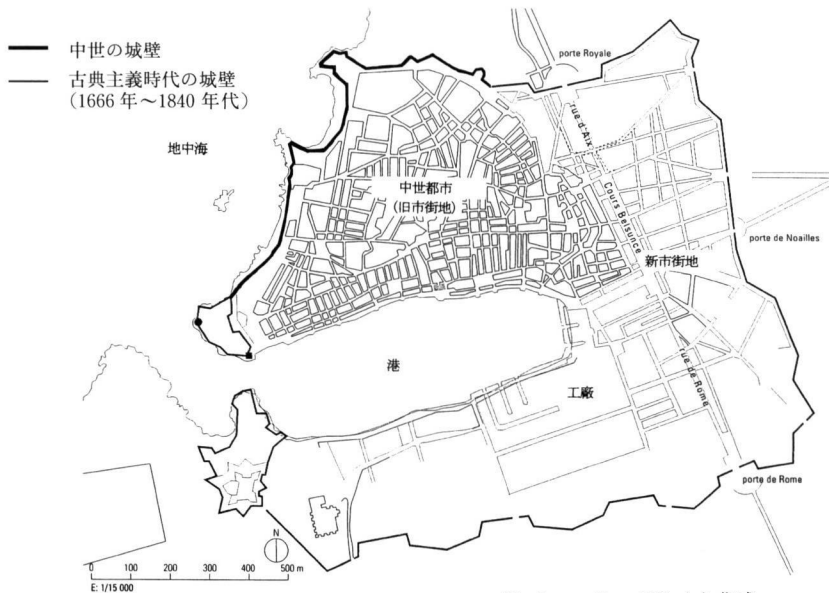 中世の城壁
古典主義時代の城壁
(1666 年〜1840 年代)
porte Royale
地中海
rue d'Aix
中世都市
(旧市街地)
Cours Belsunce
porte de Noailles
新市街地
港
工廠
rue de Rome
porte de Rome
N
0 100 200 300 400 500 m
E: 1/15 000